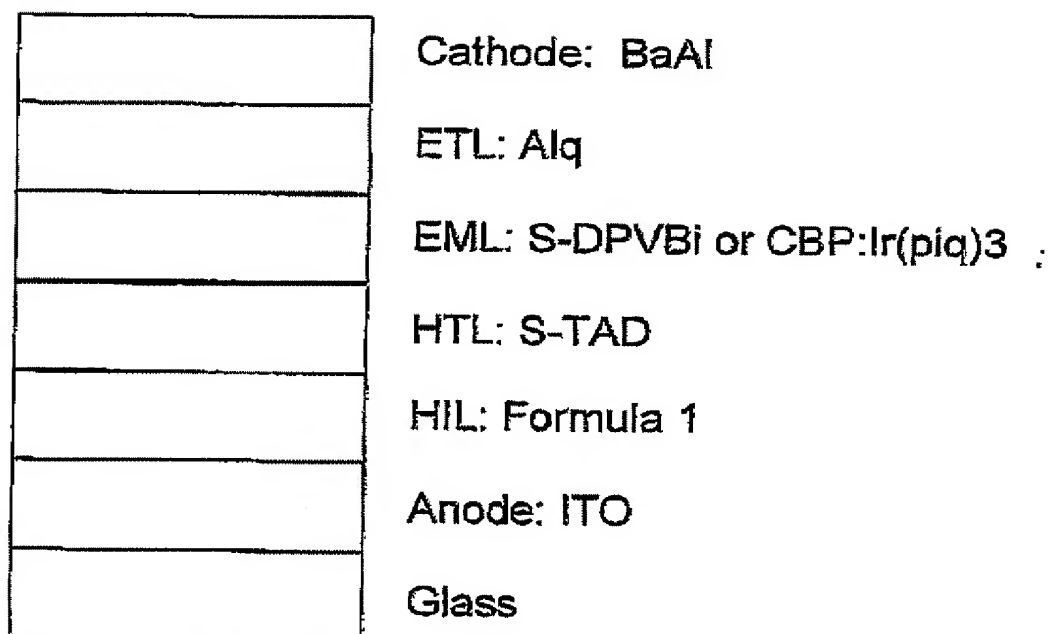 Cathode: BaAl
ETL: Alq
EML: S-DPVBi or CBP:Ir(piq)3
HTL: S-TAD
HIL: Formula 1
Anode: ITO
Glass